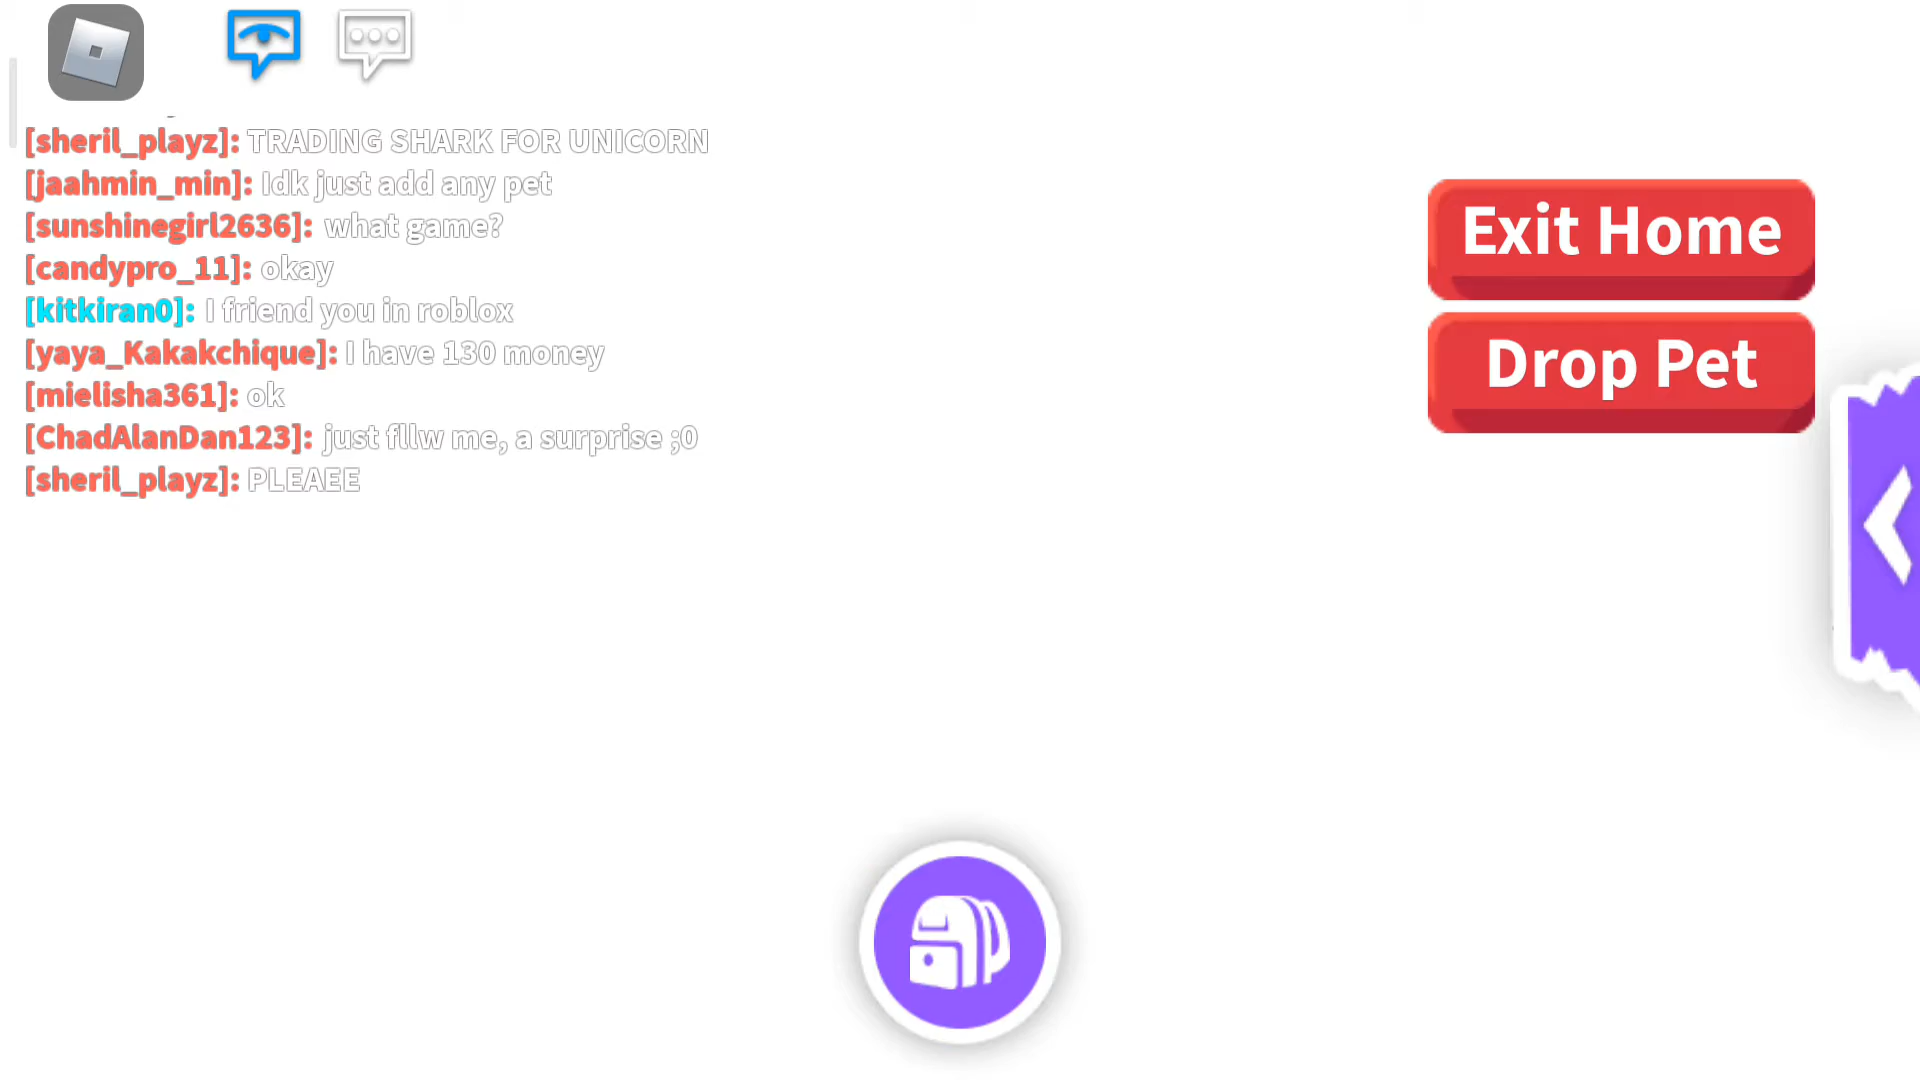 [sheril_playz]: TRADING SHARK FOR UNICORN
[jaahmin_min]: Idk just add any pet
[sunshinegirl2636]: what game?
[candypro_11]: okay
[kitkiran0]: I friend you in roblox
[yaya_Kakakchique]: I have 130 money
[mielisha361]: ok
[ChadAlanDan123]: just fllw me, a surprise ;0
[sheril_playz]: PLEAEE
Exit Home
Drop Pet